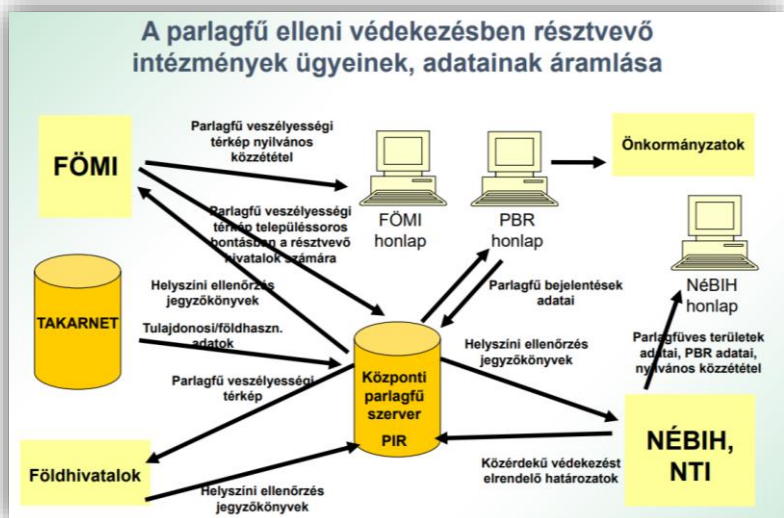 A parlagfű elleni védekezésben résztvevő
intézmények ügyeinek, adatainak áramlása
FÖMI
Parlagfű veszélyességi
térkép nyilvános
közzététel
FÖMI
honlap
PBR
honlap
Önkormányzatok
Parlagfű veszélyességi
térkép településsoros
bontásban a résztvevő
hivatalok számára
NéBIH
honlap
Helyszíni ellenőrzés
jegyzőkönyvek
Parlagfű bejelentések
adatai
TAKARNET
Tulajdonosi/földhaszn.
adatok
Helyszíni ellenőrzés
jegyzőkönyvek
Parlagfüves területek
adatai, PBR adatai,
nyilvános közzététel
Parlagfű veszélyességi
térkép
Központi
parlagfű
szerver
PIR
NÉBIH,
NTI
Földhivatalok
Közérdekű védekezést
elrendelő határozatok
Helyszíni ellenőrzés
jegyzőkönyvek